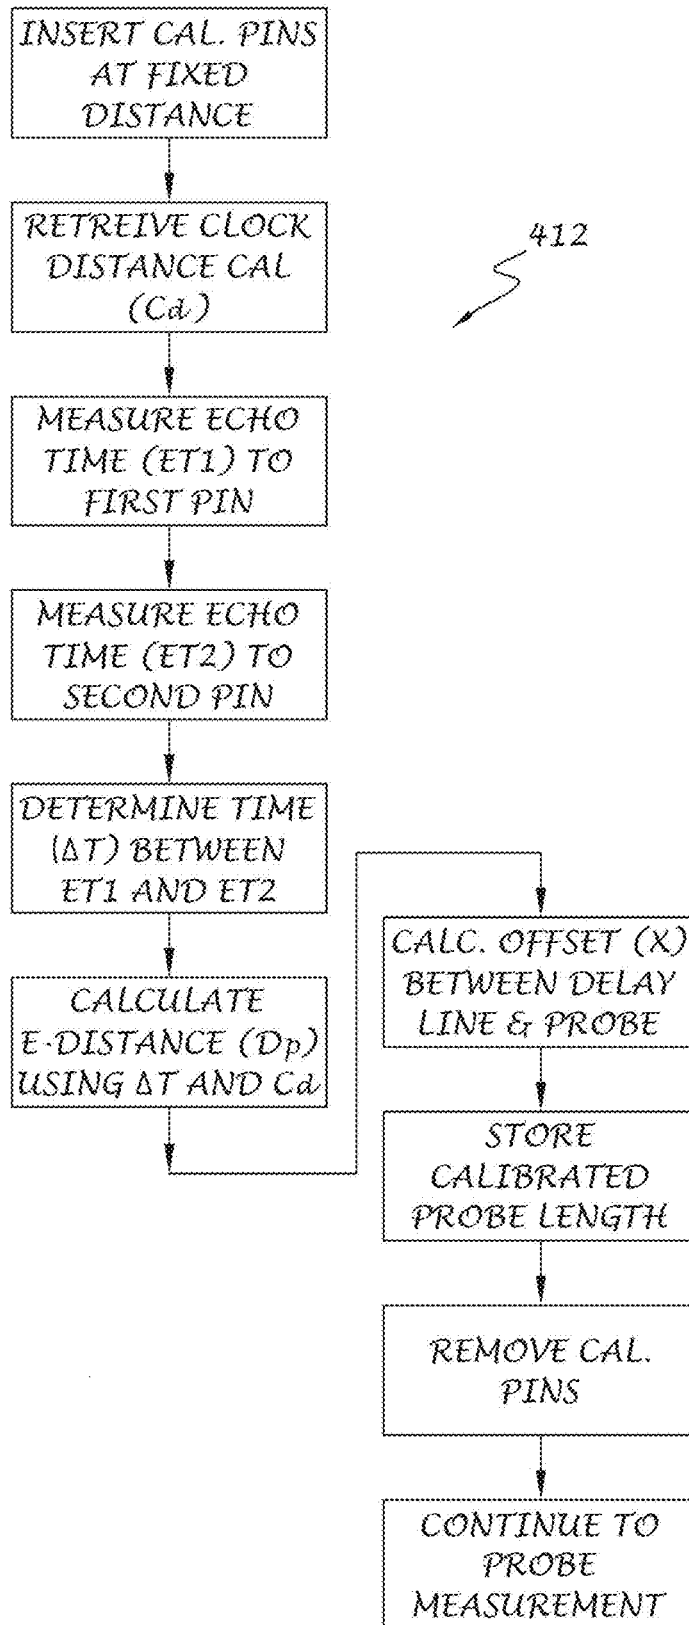 INSERT CAL. PINS
AT FIXED
DISTANCE
RETREIVE CLOCK
DISTANCE CAL
(Cd)
412
MEASURE ECHO
TIME (ET1) TO
FIRST PIN
MEASURE ECHO
TIME (ET2) TO
SECOND PIN
DETERMINE TIME
(ΔT) BETWEEN
ET1 AND ET2
CALCULATE
E-DISTANCE (Dp)
USING ΔT AND Cd
CALC. OFFSET (X)
BETWEEN DELAY
LINE & PROBE
STORE
CALIBRATED
PROBE LENGTH
REMOVE CAL.
PINS
CONTINUE TO
PROBE
MEASUREMENT